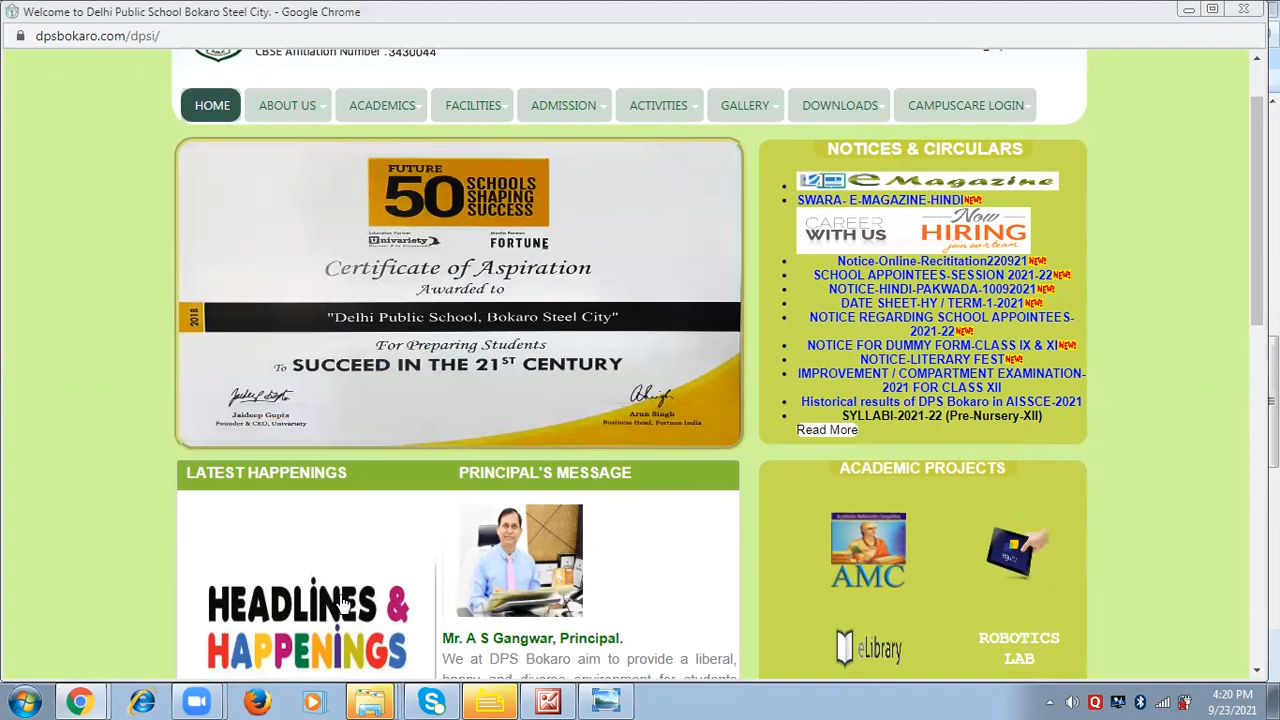 Welcome to Delhi Public School Bokaro Steel City. - Google Chrome
dpsbokaro.com/dpsi/
CBSE Affiliation Number : 3430044
HOME
ABOUT US
ACADEMICS
FACILITIES
ADMISSION
ACTIVITIES
GALLERY
DOWNLOADS
CAMPUSCARE LOGIN
FUTURE
50 SCHOOLS
SHAPING
SUCCESS
Univariety
FORTUNE
Certificate of Aspiration
Awarded to
2018
"Delhi Public School, Bokaro Steel City"
For Preparing Students
To SUCCEED IN THE 21ST CENTURY
Jaideep Gupta
Founder & CEO, Univariety
Arun Singh
Business Head, Fortune India
NOTICES & CIRCULARS
e Magazine
SWARA- E-MAGAZINE-HINDI NEW!
CAREER
WITH US
Now
HIRING
join our team
Notice-Online-Recititation220921 NEW!
SCHOOL APPOINTEES-SESSION 2021-22 NEW!
NOTICE-HINDI-PAKWADA-10092021 NEW!
DATE SHEET-HY / TERM-1-2021 NEW!
NOTICE REGARDING SCHOOL APPOINTEES-
2021-22 NEW!
NOTICE FOR DUMMY FORM-CLASS IX & XI NEW!
NOTICE-LITERARY FEST NEW!
IMPROVEMENT / COMPARTMENT EXAMINATION-
2021 FOR CLASS XII
Historical results of DPS Bokaro in AISSCE-2021
SYLLABI-2021-22 (Pre-Nursery-XII)
Read More
LATEST HAPPENINGS
PRINCIPAL'S MESSAGE
HEADLINES &
HAPPENINGS
Mr. A S Gangwar, Principal.
We at DPS Bokaro aim to provide a liberal,
happy and diverse environment for students
ACADEMIC PROJECTS
AMC
eLibrary
ROBOTICS
LAB
4:20 PM
9/23/2021